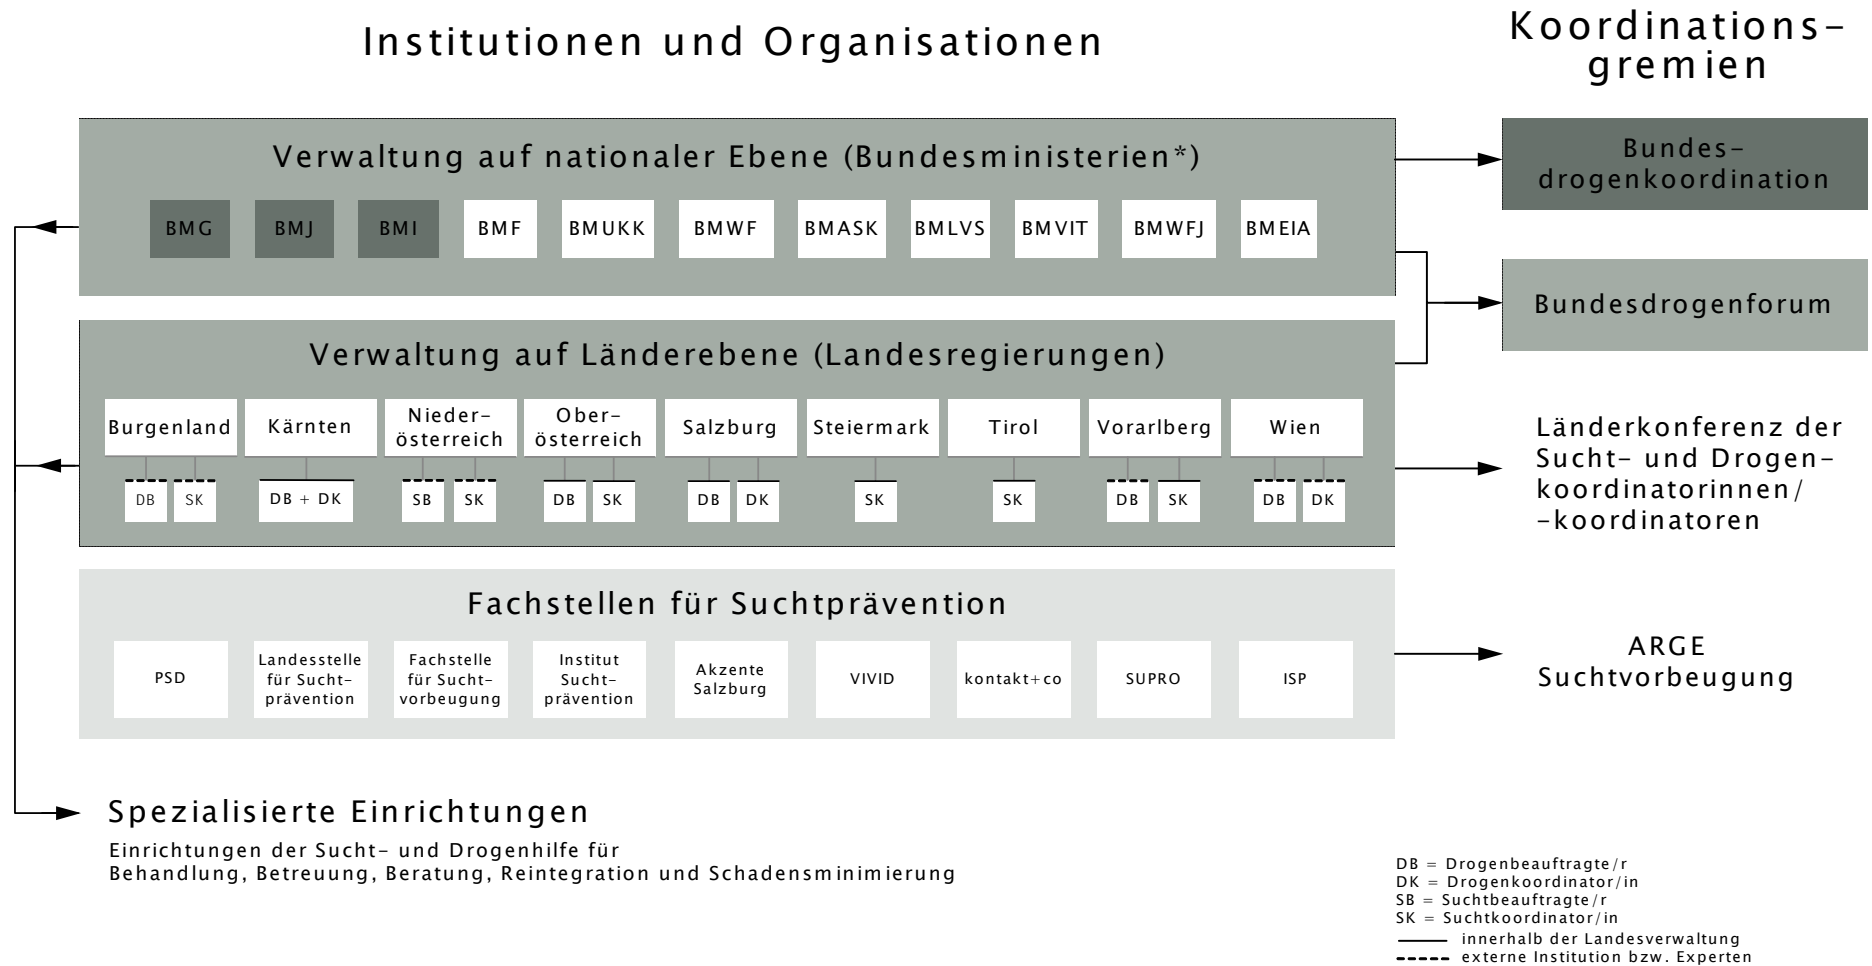 Institutionen und Organisationen
Koordinations-
gremien
Verwaltung auf nationaler Ebene (Bundesministerien*)
BMG BMJ BMI BMF BMUKK BMWF BMASK BMLVS BMVIT BMWFJ BMEIA
Bundes-
drogenkoordination
Bundesdrogenforum
Verwaltung auf Länderebene (Landesregierungen)
Burgenland
Kärnten
Nieder-
österreich
Ober-
österreich
Salzburg
Steiermark
Tirol
Vorarlberg
Wien
DB SK
DB + DK
SB SK
DB SK
DB DK
SK
SK
DB SK
DB DK
Länderkonferenz der
Sucht- und Drogen-
koordinatorinnen/
-koordinatoren
Fachstellen für Suchtprävention
PSD
Landesstelle
für Sucht-
prävention
Fachstelle
für Sucht-
vorbeugung
Institut
Sucht-
prävention
Akzente
Salzburg
VIVID
kontakt+co
SUPRO
ISP
ARGE
Suchtvorbeugung
Spezialisierte Einrichtungen
Einrichtungen der Sucht- und Drogenhilfe für
Behandlung, Betreuung, Beratung, Reintegration und Schadensminimierung
DB = Drogenbeauftragte/r
DK = Drogenkoordinator/in
SB = Suchtbeauftragte/r
SK = Suchtkoordinator/in
innerhalb der Landesverwaltung
externe Institution bzw. Experten